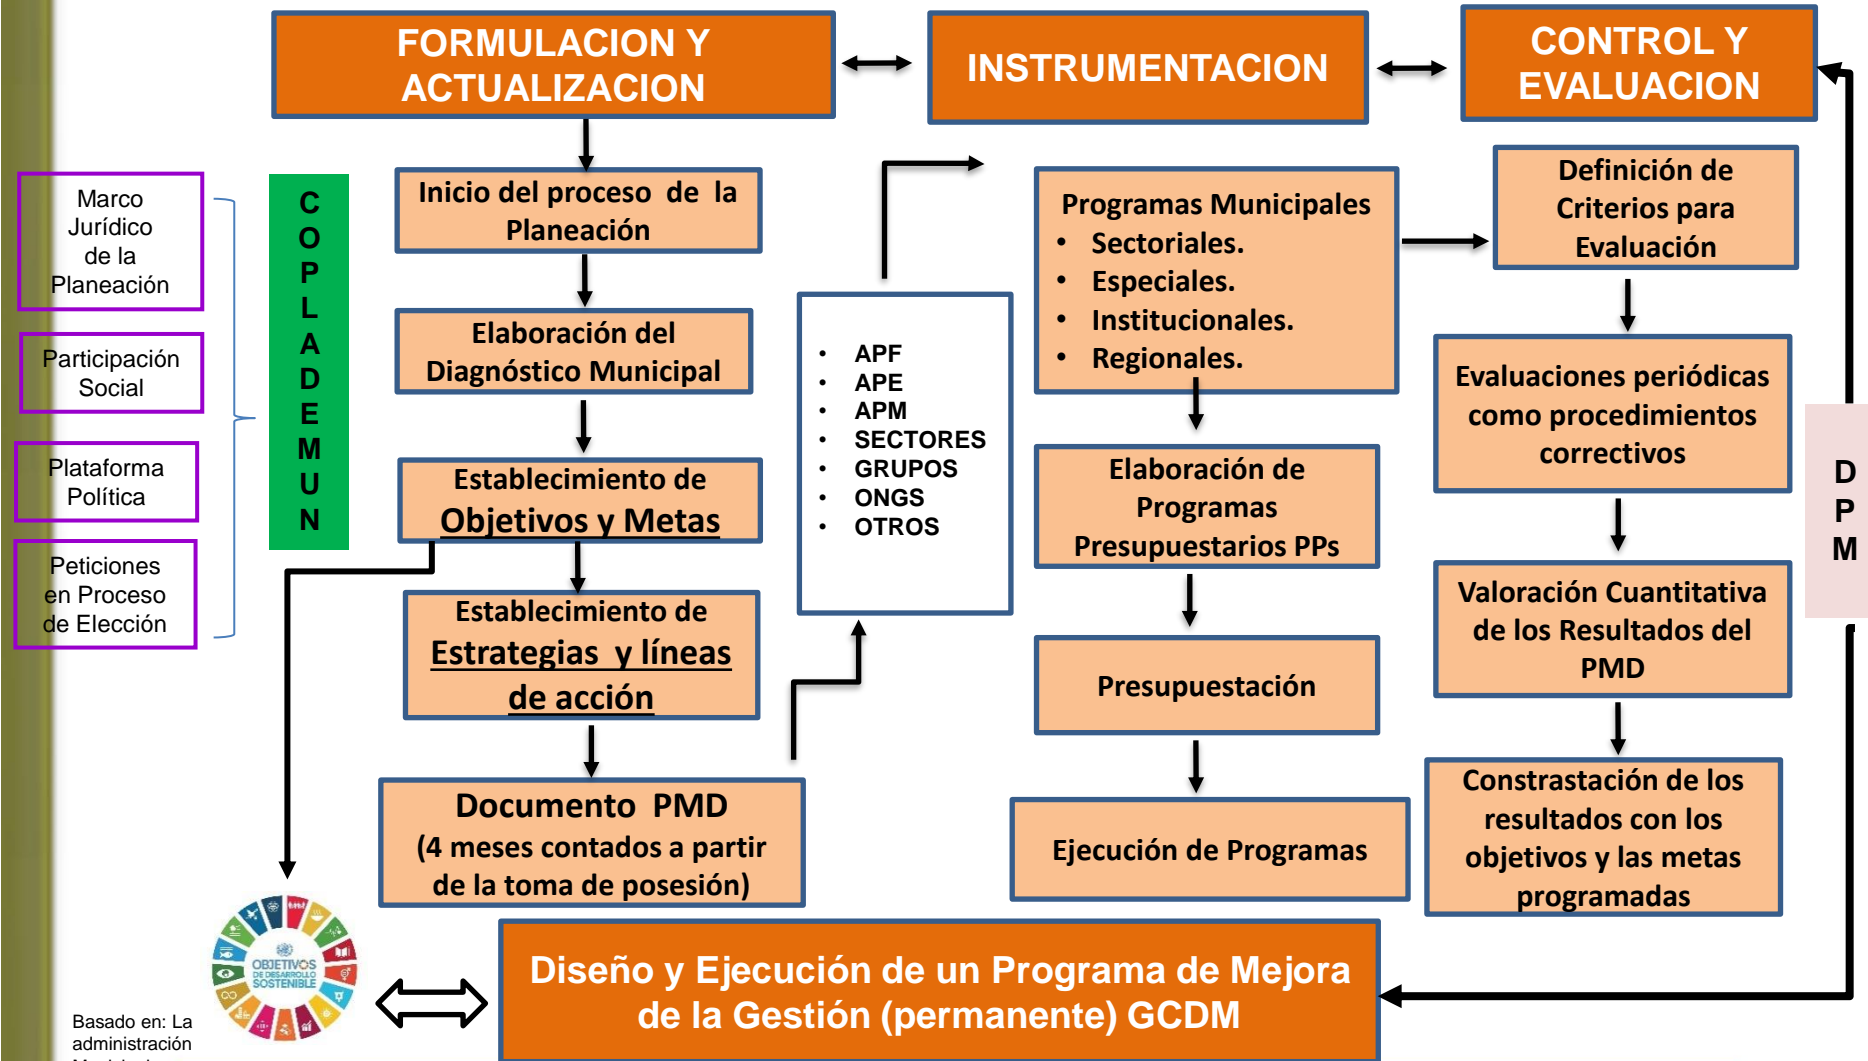 FORMULACION Y
ACTUALIZACION
INSTRUMENTACION
CONTROL Y
EVALUACION
Marco
Jurídico
de la
Planeación
Participación
Social
Plataforma
Política
Peticiones
en Proceso
de Elección
C
O
P
L
A
D
E
M
U
N
Inicio del proceso de la
Planeación
Elaboración del
Diagnóstico Municipal
Establecimiento de
Objetivos y Metas
Establecimiento de
Estrategias y líneas
de acción
Documento PMD
(4 meses contados a partir
de la toma de posesión)
• APF
• APE
• APM
• SECTORES
• GRUPOS
• ONGS
• OTROS
Programas Municipales
• Sectoriales.
• Especiales.
• Institucionales.
• Regionales.
Elaboración de
Programas
Presupuestarios PPs
Presupuestación
Ejecución de Programas
Definición de
Criterios para
Evaluación
Evaluaciones periódicas
como procedimientos
correctivos
Valoración Cuantitativa
de los Resultados del
PMD
Constrastación de los
resultados con los
objetivos y las metas
programadas
D
P
M
OBJETIVOS
DE DESARROLLO
SOSTENIBLE
Diseño y Ejecución de un Programa de Mejora
de la Gestión (permanente) GCDM
Basado en: La
administración